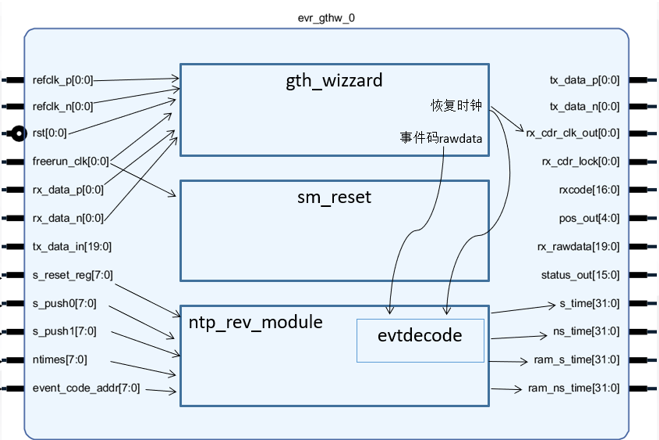 evr_gthw_0
refclk_p[0:0]
refclk_n[0:0]
rst[0:0]
freerun_clk[0:0]
rx_data_p[0:0]
rx_data_n[0:0]
tx_data_in[19:0]
s_reset_reg[7:0]
s_push0[7:0]
s_push1[7:0]
ntimes[7:0]
event_code_addr[7:0]
gth_wizzard
恢复时钟
事件码rawdata
sm_reset
ntp_rev_module
evtdecode
tx_data_p[0:0]
tx_data_n[0:0]
rx_cdr_clk_out[0:0]
rx_cdr_lock[0:0]
rxcode[16:0]
pos_out[4:0]
rx_rawdata[19:0]
status_out[15:0]
s_time[31:0]
ns_time[31:0]
ram_s_time[31:0]
ram_ns_time[31:0]